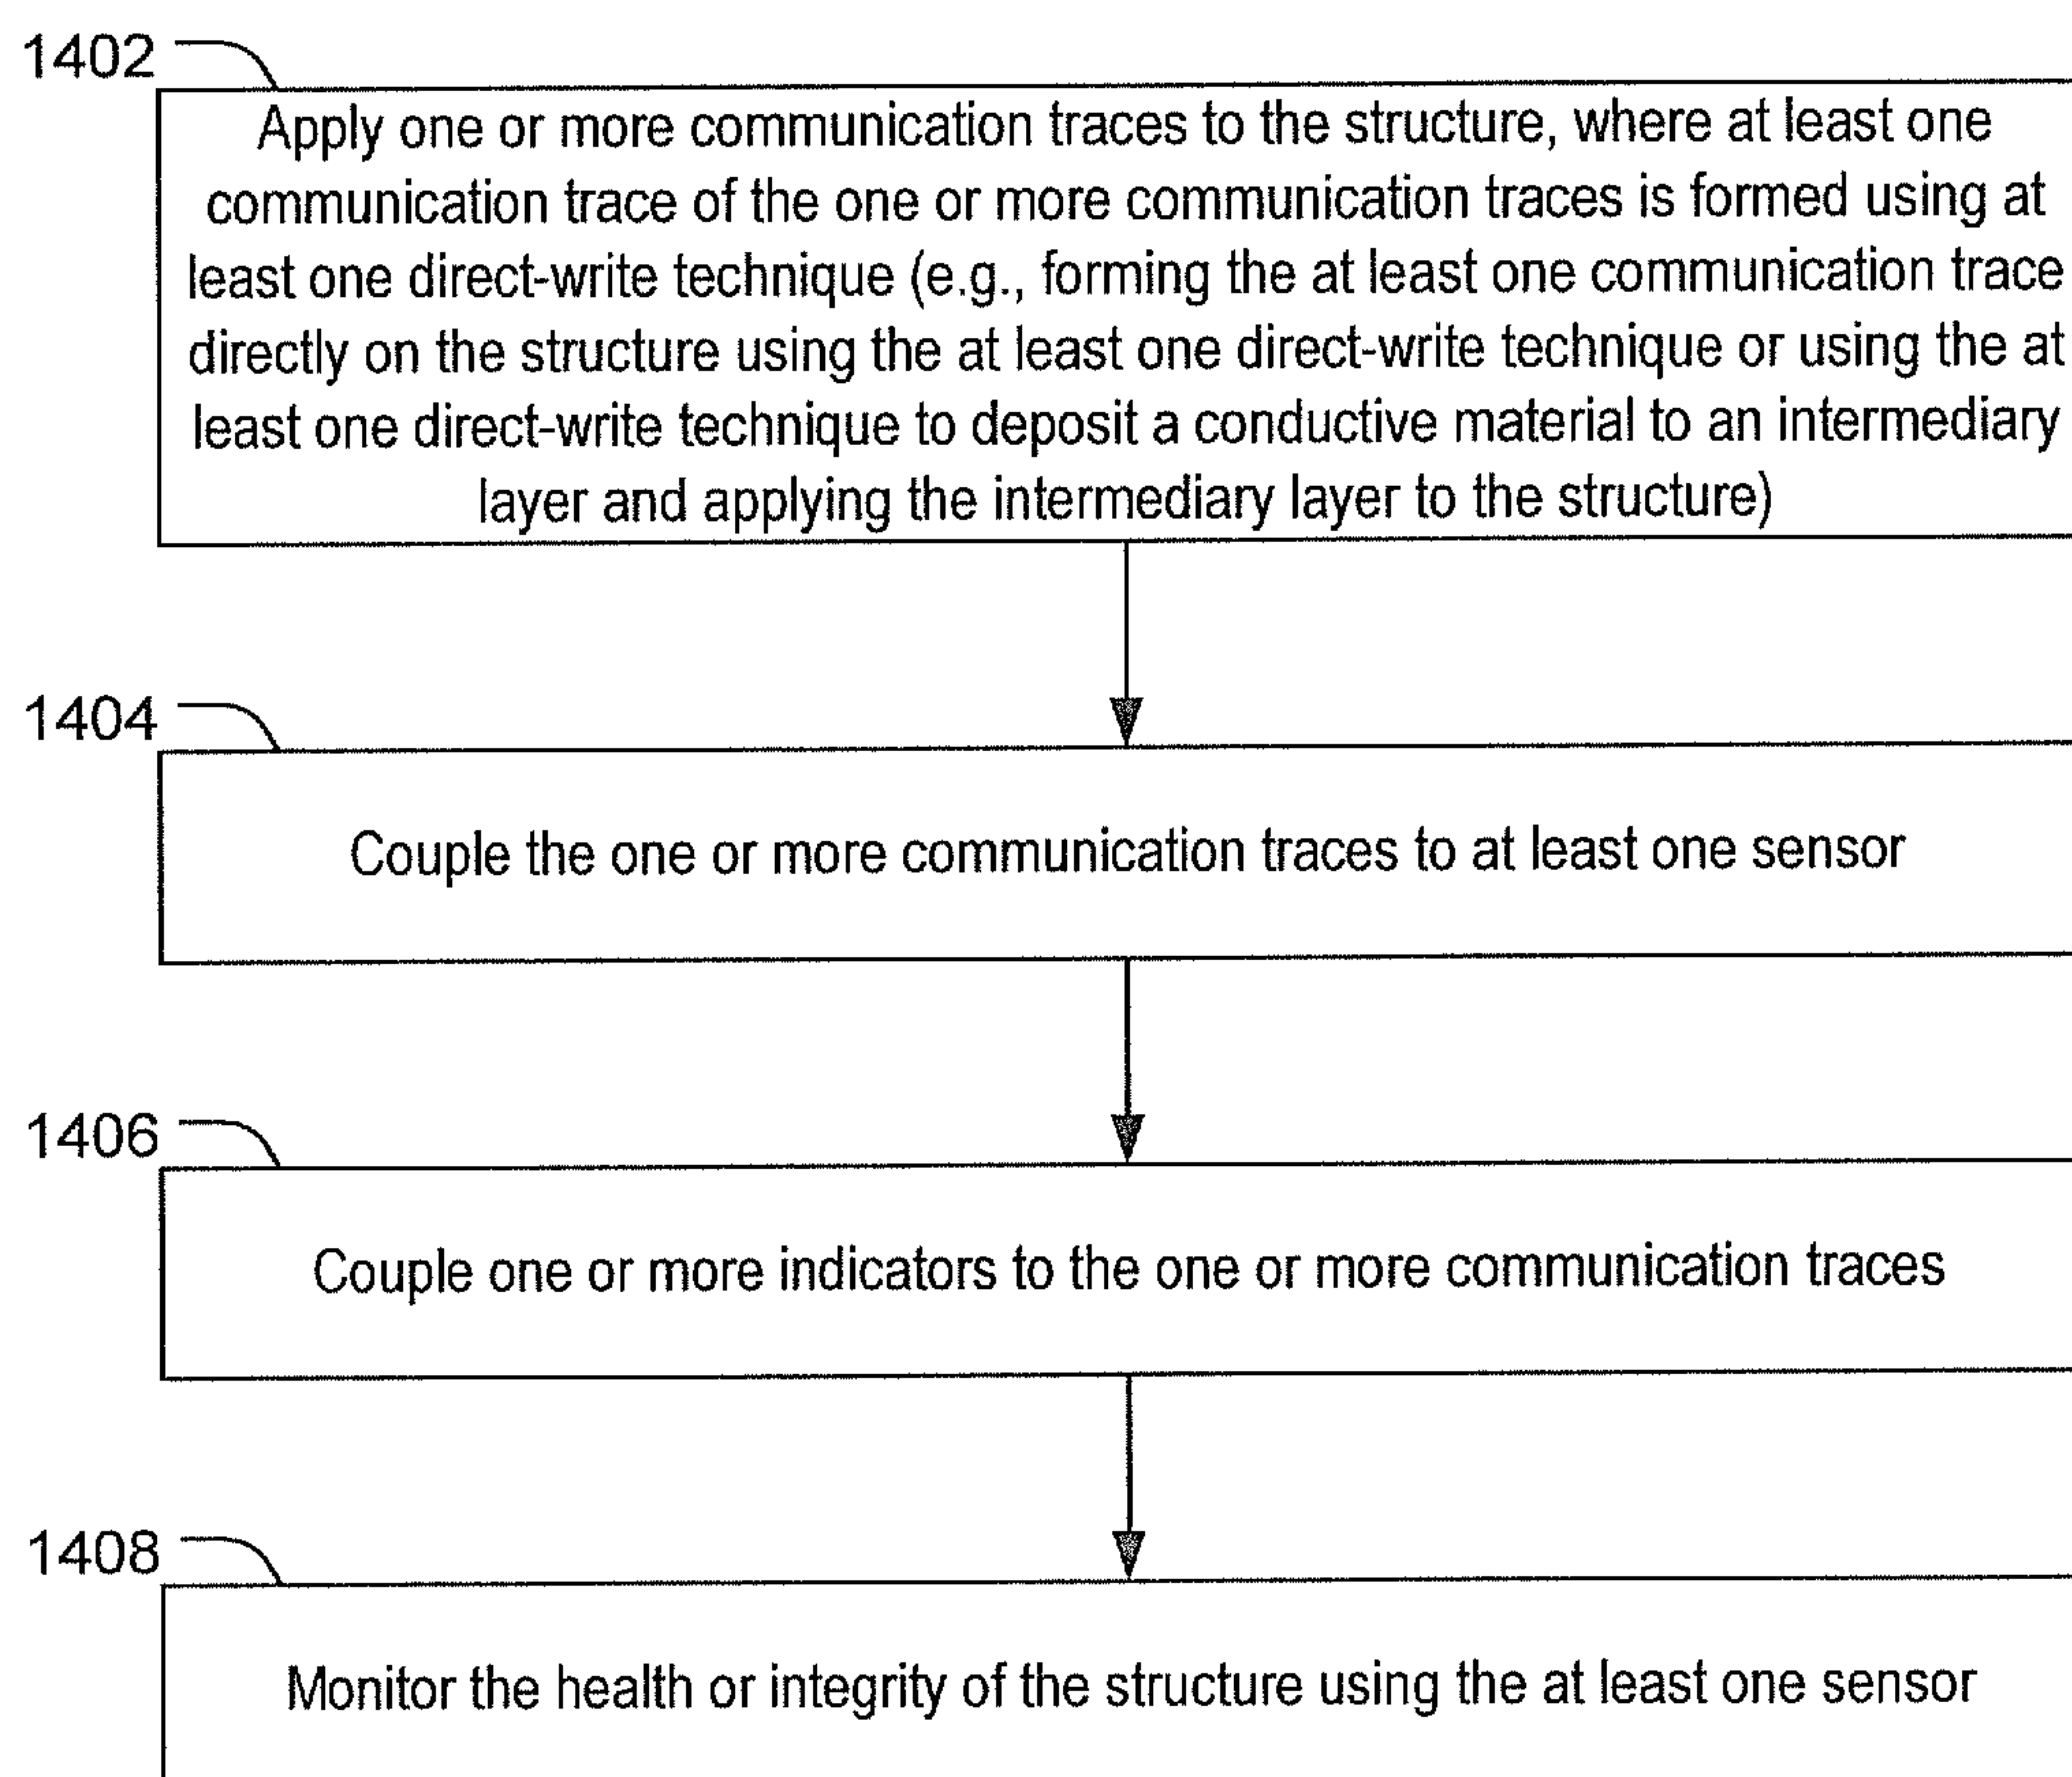 1402
Apply one or more communication traces to the structure, where at least one
communication trace of the one or more communication traces is formed using at
least one direct-write technique (e.g., forming the at least one communication trace
directly on the structure using the at least one direct-write technique or using the at
least one direct-write technique to deposit a conductive material to an intermediary
layer and applying the intermediary layer to the structure)
1404
Couple the one or more communication traces to at least one sensor
1406
Couple one or more indicators to the one or more communication traces
1408
Monitor the health or integrity of the structure using the at least one sensor